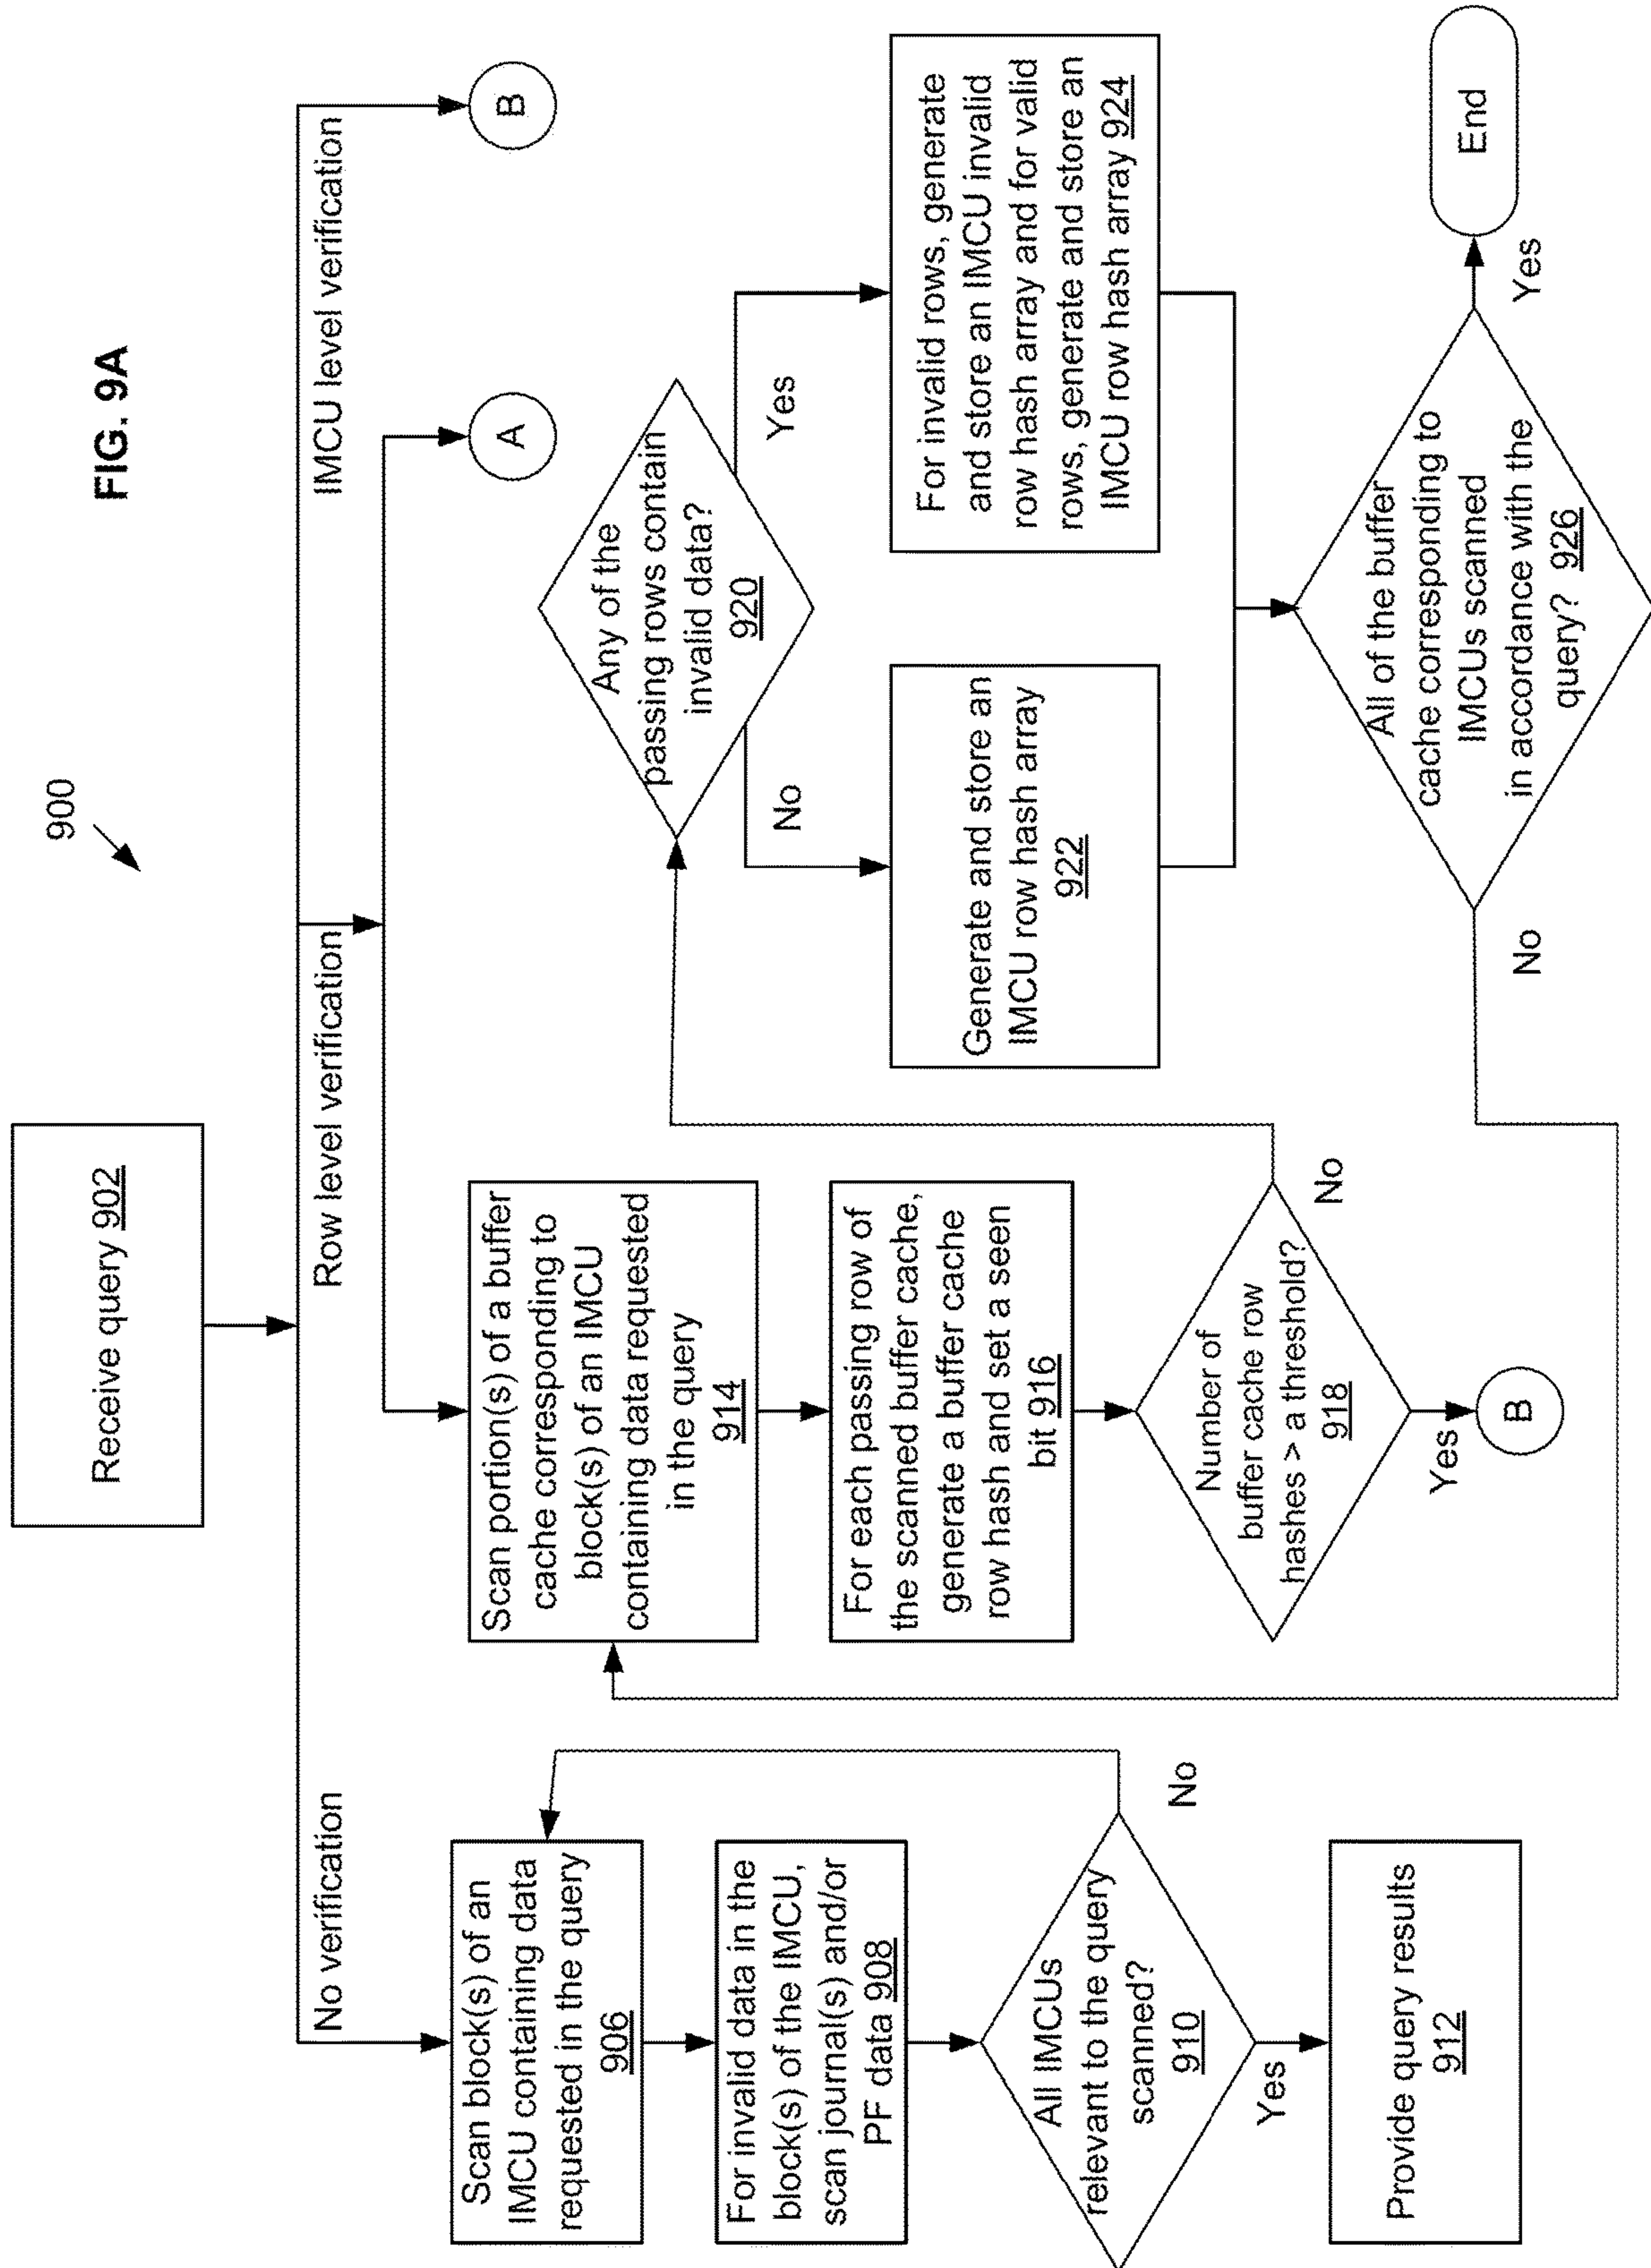 FIG. 9A
900
Receive query 902
No verification
Row level verification
IMCU level verification
Scan block(s) of an
IMCU containing data
requested in the query
906
For invalid data in the
block(s) of the IMCU,
scan journal(s) and/or
PF data 908
All IMCUs
relevant to the query
scanned?
910
No
Yes
Provide query results
912
Scan portion(s) of a buffer
cache corresponding to
block(s) of an IMCU
containing data requested
in the query
914
For each passing row of
the scanned buffer cache,
generate a buffer cache
row hash and set a seen
bit 916
Number of
buffer cache row
hashes > a threshold?
918
No
Yes
B
A
B
Any of the
passing rows contain
invalid data?
920
No
Yes
Generate and store an
IMCU row hash array
922
For invalid rows, generate
and store an IMCU invalid
row hash array and for valid
rows, generate and store an
IMCU row hash array 924
All of the buffer
cache corresponding to
IMCUs scanned
in accordance with the
query? 926
No
Yes
End